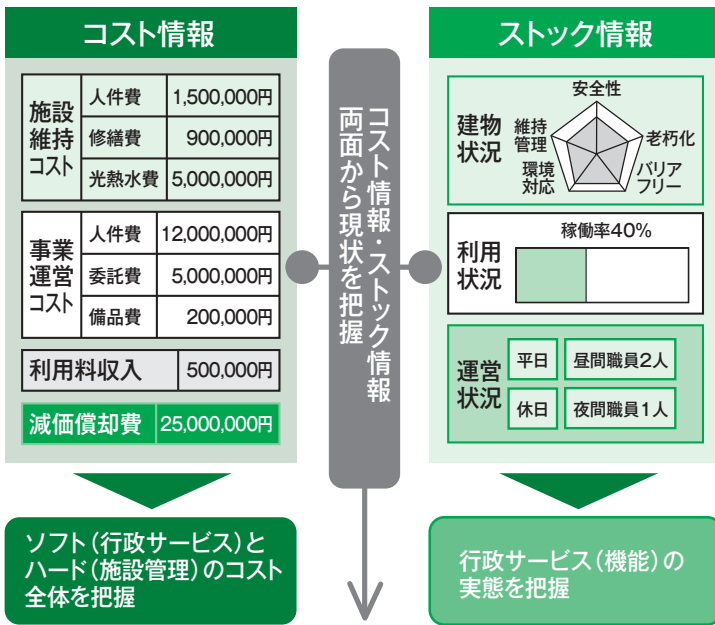 コスト情報
施設
維持
コスト
人件費 1,500,000円
修繕費 900,000円
光熱水費 5,000,000円
事業
運営
コスト
人件費 12,000,000円
委託費 5,000,000円
備品費 200,000円
利用料収入 500,000円
減価償却費 25,000,000円
ソフト(行政サービス)と
ハード(施設管理)のコスト
全体を把握
コスト情報・ストック情報
両面から現状を把握
ストック情報
建物
状況
安全性
維持
管理
老朽化
環境
対応
バリア
フリー
利用
状況
稼働率40%
運営
状況
平日 昼間職員2人
休日 夜間職員1人
行政サービス(機能)の
実態を把握